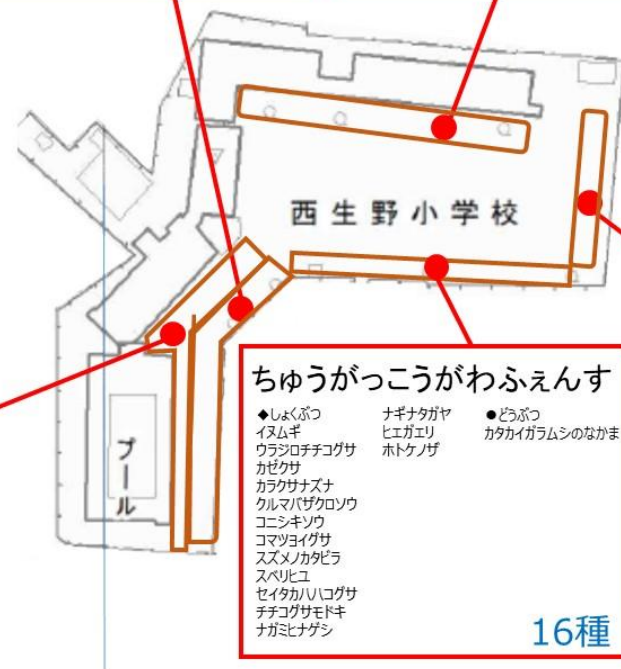 西生野小学校
プール
ちゅうがっこうがわふぇんす
◆しょくぶつ
イヌムギ
ウラジロチチコグサ
カゼクサ
カラクサナズナ
クルマバザクロソウ
コニシキソウ
コマツヨイグサ
スズメノカタビラ
スベリヒユ
セイタカハハコグサ
チチコグサモドキ
ナガミヒナゲシ
ナギナタガヤ
ヒエガエリ
ホトケノザ
●どうぶつ
カタカイガラムシのなかま
16種